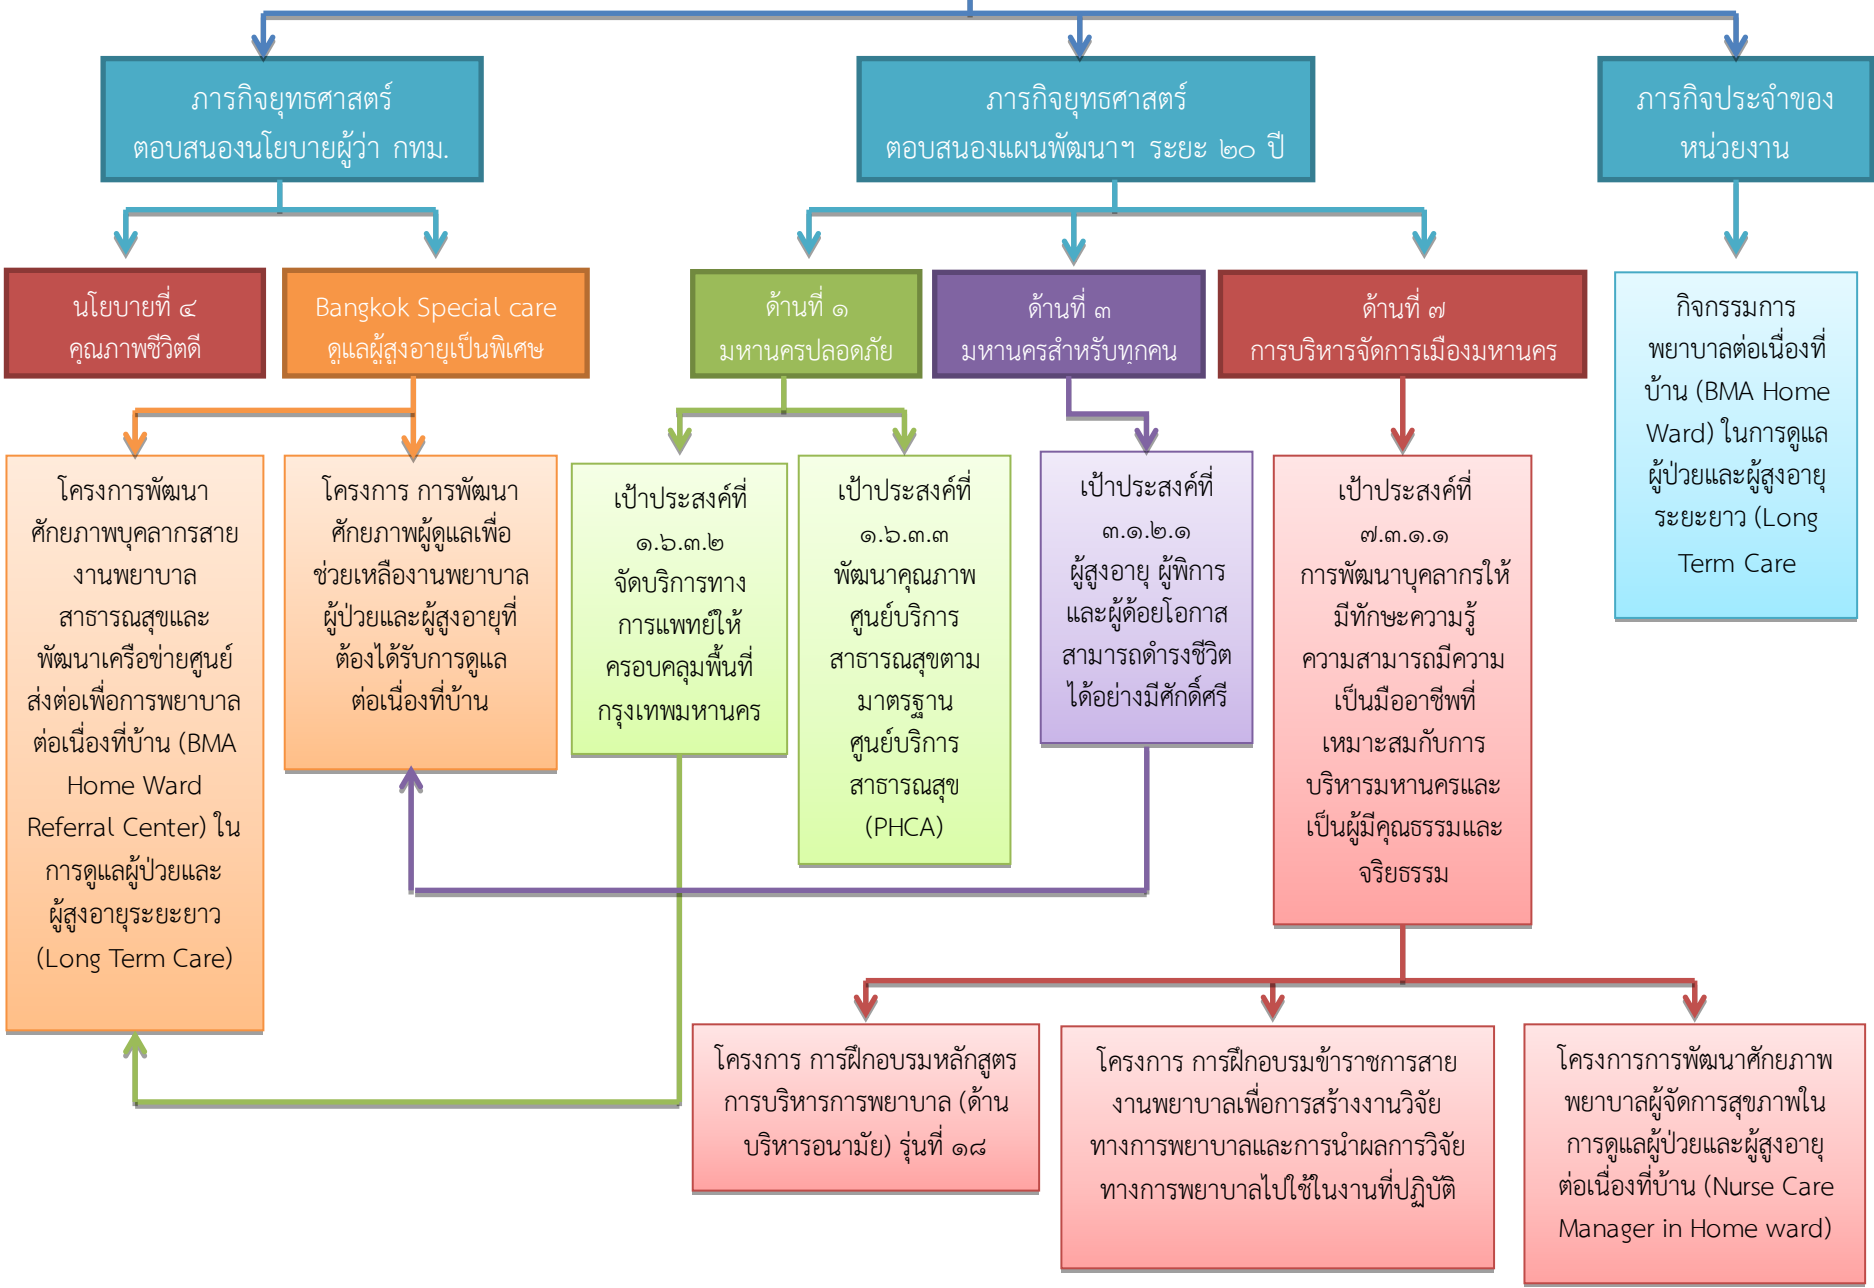 ภารกิจยุทธศาสตร์
ตอบสนองนโยบายผู้ว่า กทม.
ภารกิจยุทธศาสตร์
ตอบสนองแผนพัฒนาฯ ระยะ ๒๐ ปี
ภารกิจประจำของ
หน่วยงาน
นโยบายที่ ๔
คุณภาพชีวิตดี
Bangkok Special care
ดูแลผู้สูงอายุเป็นพิเศษ
ด้านที่ ๑
มหานครปลอดภัย
ด้านที่ ๓
มหานครสำหรับทุกคน
ด้านที่ ๗
การบริหารจัดการเมืองมหานคร
กิจกรรมการ
พยาบาลต่อเนื่องที่
บ้าน (BMA Home
Ward) ในการดูแล
ผู้ป่วยและผู้สูงอายุ
ระยะยาว (Long
Term Care
โครงการพัฒนา
ศักยภาพบุคลากรสาย
งานพยาบาล
สาธารณสุขและ
พัฒนาเครือข่ายศูนย์
ส่งต่อเพื่อการพยาบาล
ต่อเนื่องที่บ้าน (BMA
Home Ward
Referral Center) ใน
การดูแลผู้ป่วยและ
ผู้สูงอายุระยะยาว
(Long Term Care)
โครงการ การพัฒนา
ศักยภาพผู้ดูแลเพื่อ
ช่วยเหลืองานพยาบาล
ผู้ป่วยและผู้สูงอายุที่
ต้องได้รับการดูแล
ต่อเนื่องที่บ้าน
เป้าประสงค์ที่
๑.๖.๓.๒
จัดบริการทาง
การแพทย์ให้
ครอบคลุมพื้นที่
กรุงเทพมหานคร
เป้าประสงค์ที่
๑.๖.๓.๓
พัฒนาคุณภาพ
ศูนย์บริการ
สาธารณสุขตาม
มาตรฐาน
ศูนย์บริการ
สาธารณสุข
(PHCA)
เป้าประสงค์ที่
๓.๑.๒.๑
ผู้สูงอายุ ผู้พิการ
และผู้ด้อยโอกาส
สามารถดำรงชีวิต
ได้อย่างมีศักดิ์ศรี
เป้าประสงค์ที่
๗.๓.๑.๑
การพัฒนาบุคลากรให้
มีทักษะความรู้
ความสามารถมีความ
เป็นมืออาชีพที่
เหมาะสมกับการ
บริหารมหานครและ
เป็นผู้มีคุณธรรมและ
จริยธรรม
โครงการ การฝึกอบรมหลักสูตร
การบริหารการพยาบาล (ด้าน
บริหารอนามัย) รุ่นที่ ๑๘
โครงการ การฝึกอบรมข้าราชการสาย
งานพยาบาลเพื่อการสร้างงานวิจัย
ทางการพยาบาลและการนำผลการวิจัย
ทางการพยาบาลไปใช้ในงานที่ปฏิบัติ
โครงการการพัฒนาศักยภาพ
พยาบาลผู้จัดการสุขภาพใน
การดูแลผู้ป่วยและผู้สูงอายุ
ต่อเนื่องที่บ้าน (Nurse Care
Manager in Home ward)